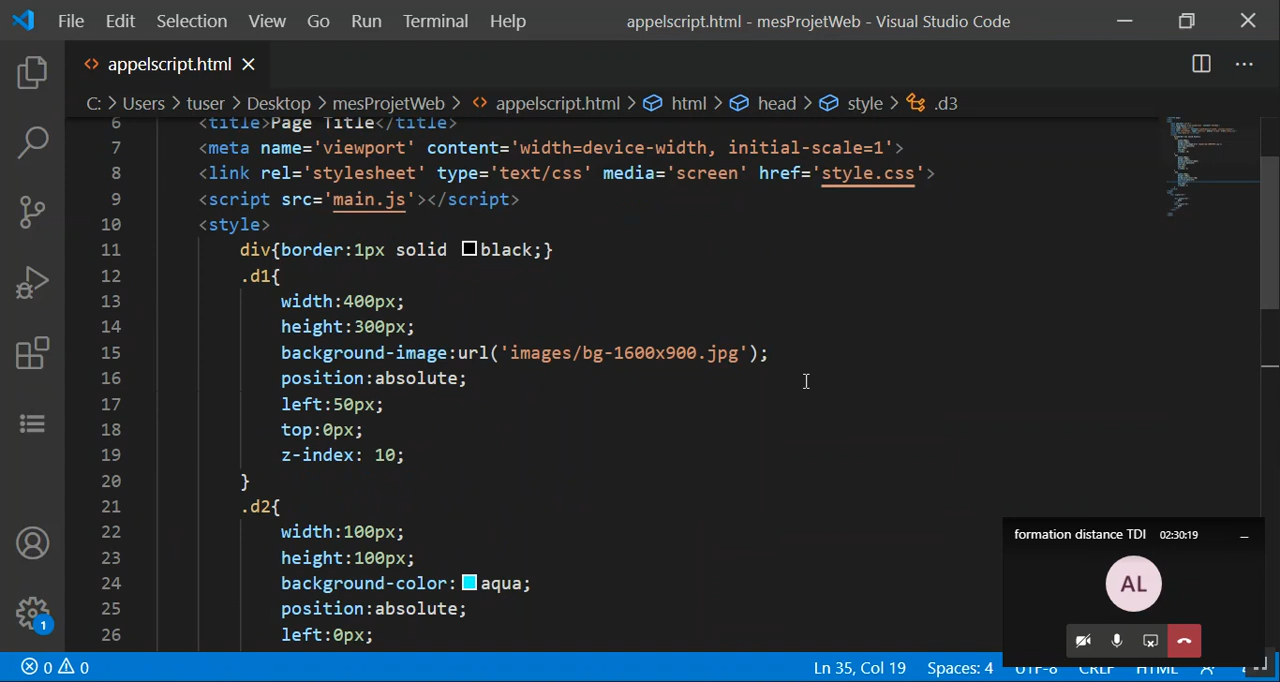 File Edit Selection View Go Run Terminal Help appelscript.html - mesProjetWeb - Visual Studio Code
appelscript.html
C: > Users > tuser > Desktop > mesProjetWeb > appelscript.html > html > head > style > .d3
6 <title>Page Title</title>
7 <meta name='viewport' content='width=device-width, initial-scale=1'>
8 <link rel='stylesheet' type='text/css' media='screen' href='style.css'>
9 <script src='main.js'></script>
10 <style>
11 div{border:1px solid black;}
12 .d1{
13 width:400px;
14 height:300px;
15 background-image:url('images/bg-1600x900.jpg');
16 position:absolute;
17 left:50px;
18 top:0px;
19 z-index: 10;
20 }
21 .d2{
22 width:100px;
23 height:100px;
24 background-color: aqua;
25 position:absolute;
26 left:0px;
formation distance TDI 02:30:19
AL
1
0 0 Ln 35, Col 19 Spaces: 4 UTF-8 CRLF HTML